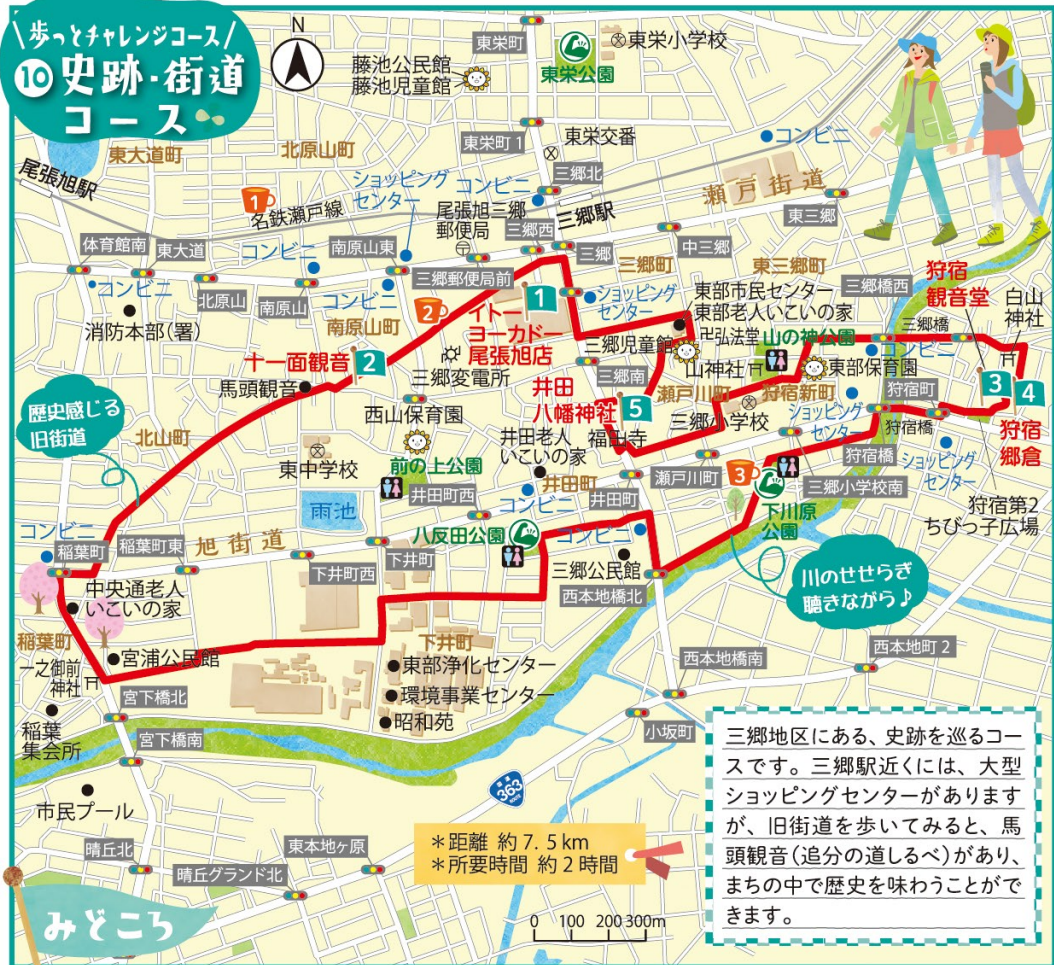 歩っとチャレンジコース
10 史跡・街道
コース
N
東栄町
東栄公園
東栄小学校
藤池公民館
藤池児童館
東栄町1
東栄交番
コンビニ
東大道町
北原山町
尾張旭駅
ショッピング
センター
コンビニ
三郷北
瀬戸街道
1
名鉄瀬戸線
尾張旭三郷
郵便局
三郷西
三郷駅
東三郷
体育館南
東大道
コンビニ
南原山東
三郷
中三郷
三郷郵便局前
三郷町
東三郷町
三郷橋西
狩宿
観音堂
コンビニ
北原山
南原山
コンビニ
消防本部(署)
南原山町
2
1
イトー
ヨーカドー
尾張旭店
ショッピング
センター
東部市民センター
東部老人いこいの家
卍弘法堂
山の神公園
三郷橋
白山
神社
コンビニ
十一面観音
2
馬頭観音
三郷変電所
三郷児童館
山神社
東部保育園
三郷南
瀬戸川町
狩宿新町
狩宿町
3
4
井田
八幡神社
5
福田寺
三郷小学校
ショッピング
センター
狩宿橋
狩宿橋
狩宿
郷倉
歴史感じる
旧街道
北山町
西山保育園
東中学校
前の上公園
井田老人
いこいの家
井田町
井田町西
井田町
瀬戸川町
3
三郷小学校南
下川原
公園
ショッピング
センター
狩宿第2
ちびっ子広場
雨池
コンビニ
コンビニ
八反田公園
コンビニ
稲葉町
稲葉町東
旭街道
下井町西
下井町
三郷公民館
西本地橋北
川のせせらぎ
聴きながら♪
中央通老人
いこいの家
稲葉町
宮浦公民館
一之御前
神社
下井町
東部浄化センター
環境事業センター
昭和苑
西本地橋南
西本地町2
宮下橋北
稲葉
集会所
宮下橋南
小坂町
市民プール
363
ROUTE
晴丘北
東本地ヶ原
晴丘グランド北
*距離 約7.5km
*所要時間 約2時間
三郷地区にある、史跡を巡るコー
スです。三郷駅近くには、大型
ショッピングセンターがあります
が、旧街道を歩いてみると、馬
頭観音(追分の道しるべ)があり、
まちの中で歴史を味わうことがで
きます。
みどころ
0 100 200 300m